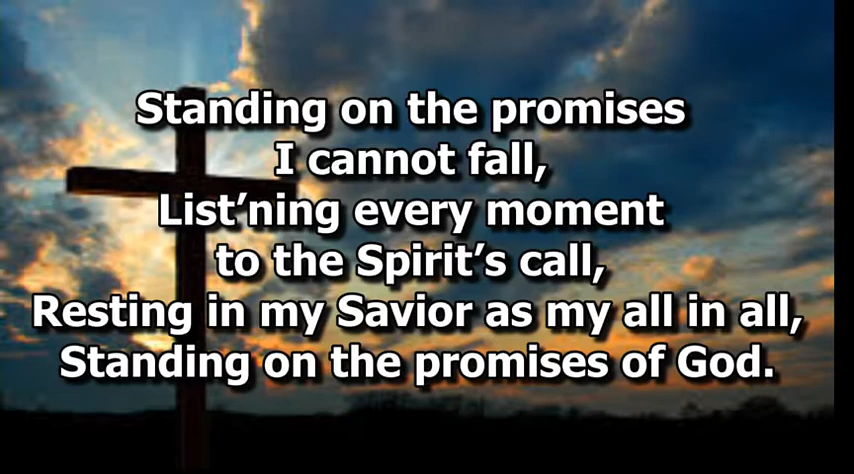 Standing on the promises
I cannot fall,
List’ning every moment
to the Spirit’s call,
Resting in my Savior as my all in all,
Standing on the promises of God.